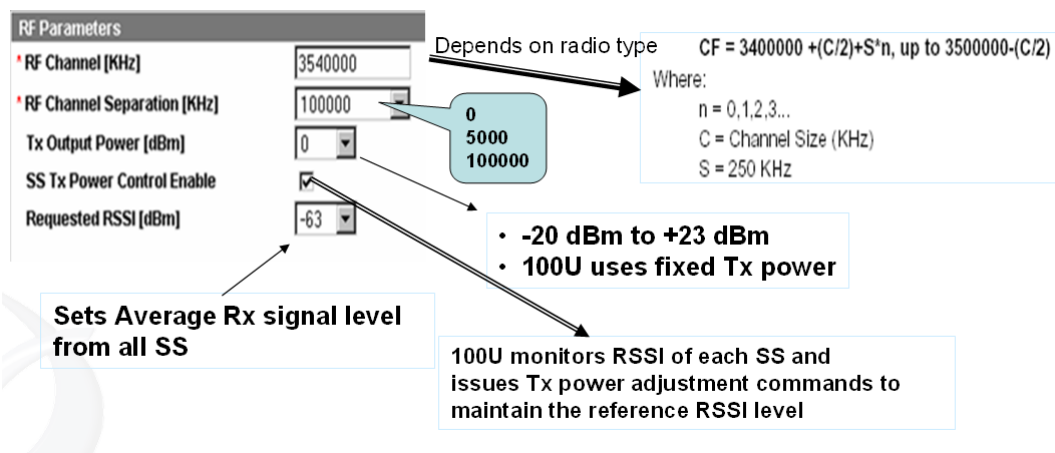 RF Parameters
* RF Channel [KHz] 3540000
* RF Channel Separation [KHz] 100000
Tx Output Power [dBm] 0
SS Tx Power Control Enable
Requested RSSI [dBm] -63
Depends on radio type
CF = 3400000 +(C/2)+S*n, up to 3500000-(C/2)
Where:
n = 0,1,2,3...
C = Channel Size (KHz)
S = 250 KHz
0
5000
100000
• -20 dBm to +23 dBm
• 100U uses fixed Tx power
Sets Average Rx signal level
from all SS
100U monitors RSSI of each SS and
issues Tx power adjustment commands to
maintain the reference RSSI level